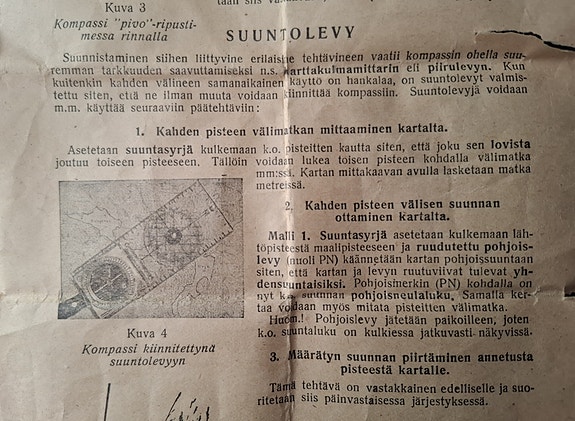 Kuva 3
Kompassi "pivo"-ripusti-
messa rinnalla
SUUNTOLEVY
Suunnistaminen siihen liittyvine erilaisine tehtävineen vaatii kompassin ohella suu-
remman tarkkuuden saavuttamiseksi n.s. karttakulmamittarin eli piirulevyn. Kun
kuitenkin kahden välineen samanaikainen käyttö on hankalaa, on suuntolevyt valmis-
tettu siten, että ne ilman muuta voidaan kiinnittää kompassiin. Suuntolevyjä voidaan
m.m. käyttää seuraaviin päätehtäviin:
1. Kahden pisteen välimatkan mittaaminen kartalta.
Asetetaan suuntasyrjä kulkemaan k.o. pisteitten kautta siten, että joku sen lovista
joutuu toiseen pisteeseen. Tällöin voidaan lukea toisen pisteen kohdalla välimatka
mm:ssä. Kartan mittakaavan avulla lasketaan matka
metreissä.
2. Kahden pisteen välisen suunnan
ottaminen kartalta.
Malli 1. Suuntasyrjä asetetaan kulkemaan läh-
töpisteestä maalipisteeseen ja ruudutettu pohjois-
levy (nuoli PN) käännetään kartan pohjoissuuntaan
siten, että kartan ja levyn ruutuviivat tulevat yh-
densuuntaisiksi. Pohjoismerkin (PN) kohdalla on
nyt k.o. suunnan pohjoisneulaluku. Samalla ker-
taa voidaan myös mitata pisteitten välimatka.
Huom.! Pohjoislevy jätetään paikoilleen, joten
k.o. suuntaluku on kulkiessa jatkuvasti näkyvissä.
Kuva 4
Kompassi kiinnitettynä
suuntolevyyn
3. Määrätyn suunnan piirtäminen annetusta
pisteestä kartalle.
Tämä tehtävä on vastakkainen edelliselle ja suo-
ritetaan siis päinvastaisessa järjestyksessä.